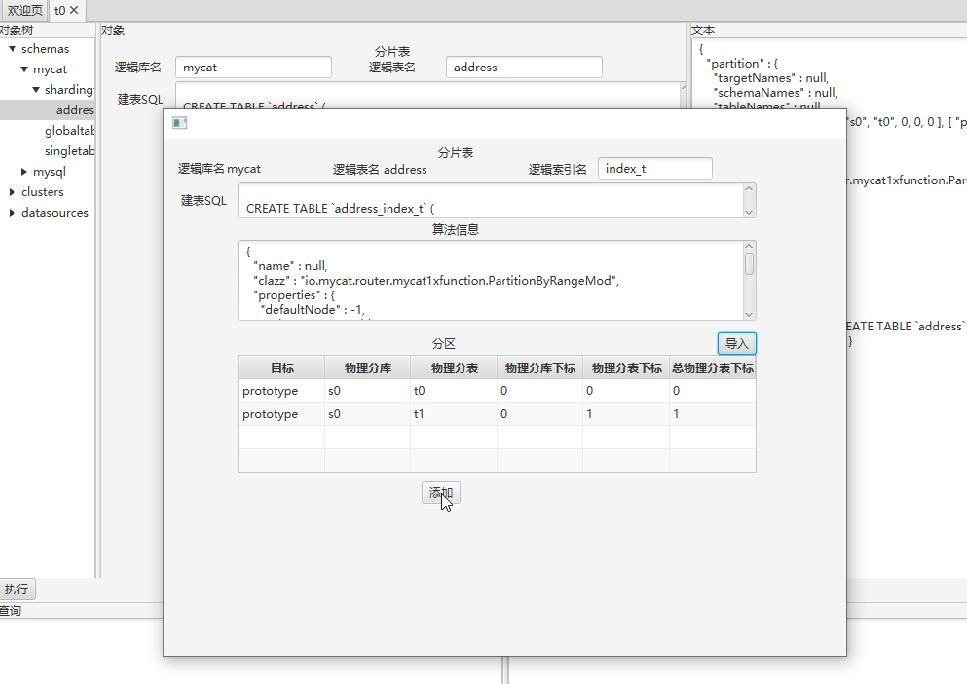 欢迎页 t0 ✕
对象树
schemas
mycat
sharding
addres
globaltab
singletab
mysql
clusters
datasources
对象
分片表
逻辑库名 mycat 逻辑表名 address
建表SQL
CREATE TABLE `address` (
文本
{
"partition" : {
"targetNames" : null,
"schemaNames" : null,
"tableNames" : null
"s0", "t0", 0, 0, 0 ], [ "p
r.mycat1xfunction.Par
EATE TABLE `address`
}
分片表
逻辑库名 mycat 逻辑表名 address 逻辑索引名 index_t
建表SQL
CREATE TABLE `address_index_t` (
算法信息
{
"name" : null,
"clazz" : "io.mycat.router.mycat1xfunction.PartitionByRangeMod",
"properties" : {
"defaultNode" : -1,
分区 导入
目标 物理分库 物理分表 物理分库下标 物理分表下标 总物理分表下标
prototype s0 t0 0 0 0
prototype s0 t1 0 1 1
添加
执行
查询